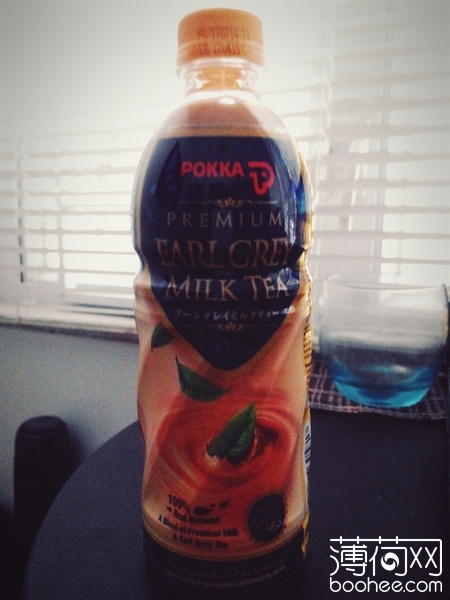 POKKA
PREMIUM
EARL GREY
MILK TEA
アールグレイミルクティー
100%
Real Brewed
A Blend of Premium Milk
& Earl Grey Tea
薄荷网
boohee.com